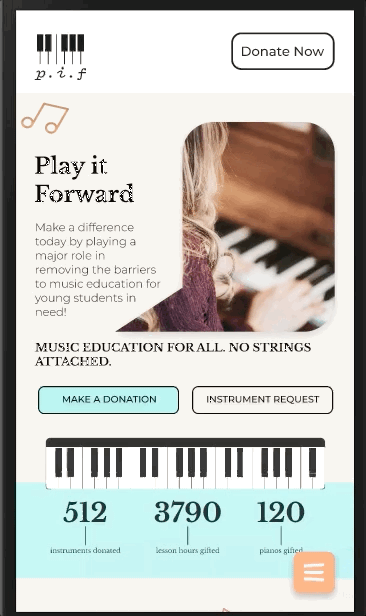 p.i.f
Donate Now
Play it
Forward
Make a difference
today by playing a
major role in
removing the barriers
to music education for
young students in
need!
MUSIC EDUCATION FOR ALL. NO STRINGS
ATTACHED.
MAKE A DONATION
INSTRUMENT REQUEST
512 3790 120
instruments donated lesson hours gifted pianos gifted